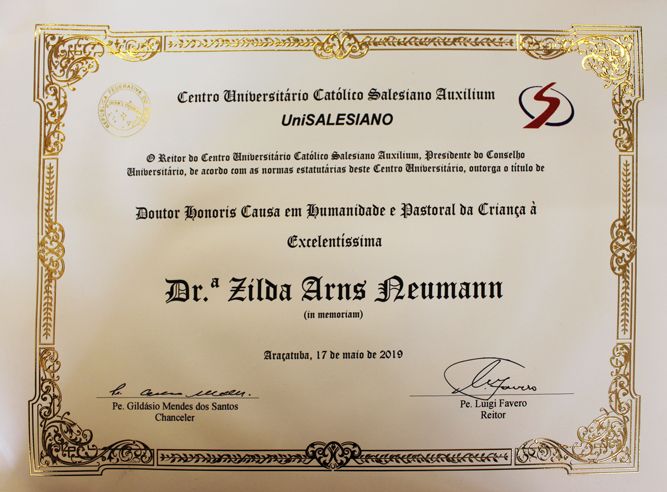 Centro Universitário Católico Salesiano Auxilium
UniSALESIANO
O Reitor do Centro Universitário Católico Salesiano Auxilium, Presidente do Conselho
Universitário, de acordo com as normas estatutárias deste Centro Universitário, outorga o título de
Doutor Honoris Causa em Humanidade e Pastoral da Criança à
Excelentíssima
Dr.ª Zilda Arns Neumann
(in memoriam)
Araçatuba, 17 de maio de 2019
Pe. Gildásio Mendes dos Santos
Chanceler
Pe. Luigi Favero
Reitor